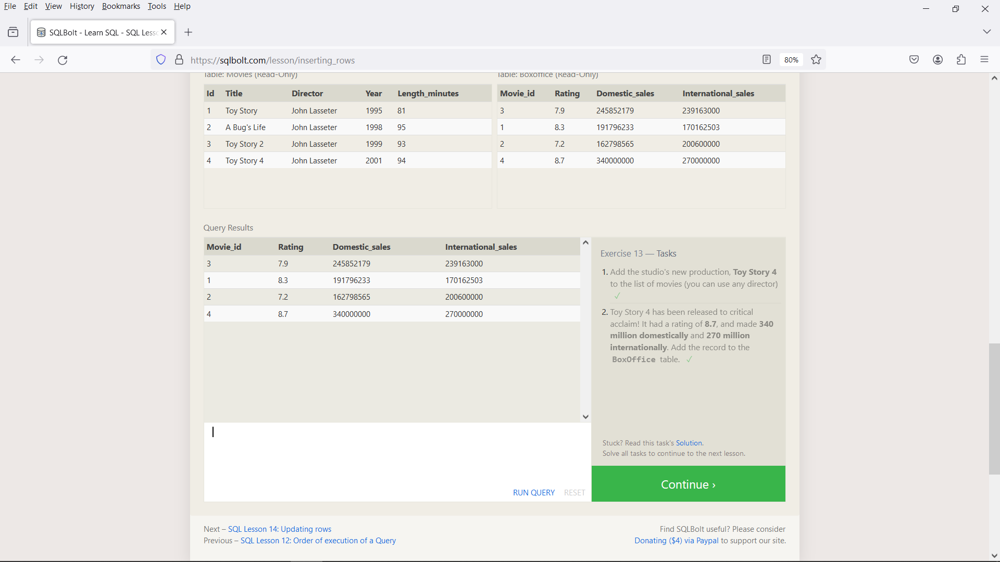 File Edit View History Bookmarks Tools Help
SQLBolt - Learn SQL - SQL Lesso
https://sqlbolt.com/lesson/inserting_rows 80%
Table: Movies (Read-Only) Table: Boxoffice (Read-Only)
Id Title Director Year Length_minutes Movie_id Rating Domestic_sales International_sales
1 Toy Story John Lasseter 1995 81 3 7.9 245852179 239163000
2 A Bug's Life John Lasseter 1998 95 1 8.3 191796233 170162503
3 Toy Story 2 John Lasseter 1999 93 2 7.2 162798565 200600000
4 Toy Story 4 John Lasseter 2001 94 4 8.7 340000000 270000000
Query Results
Movie_id Rating Domestic_sales International_sales
3 7.9 245852179 239163000
1 8.3 191796233 170162503
2 7.2 162798565 200600000
4 8.7 340000000 270000000
Exercise 13 — Tasks
1. Add the studio's new production, Toy Story 4
to the list of movies (you can use any director)
✓
2. Toy Story 4 has been released to critical
acclaim! It had a rating of 8.7, and made 340
million domestically and 270 million
internationally. Add the record to the
BoxOffice table. ✓
Stuck? Read this task's Solution.
Solve all tasks to continue to the next lesson.
RUN QUERY RESET
Continue ›
Next – SQL Lesson 14: Updating rows
Previous – SQL Lesson 12: Order of execution of a Query
Find SQLBolt useful? Please consider
Donating ($4) via Paypal to support our site.